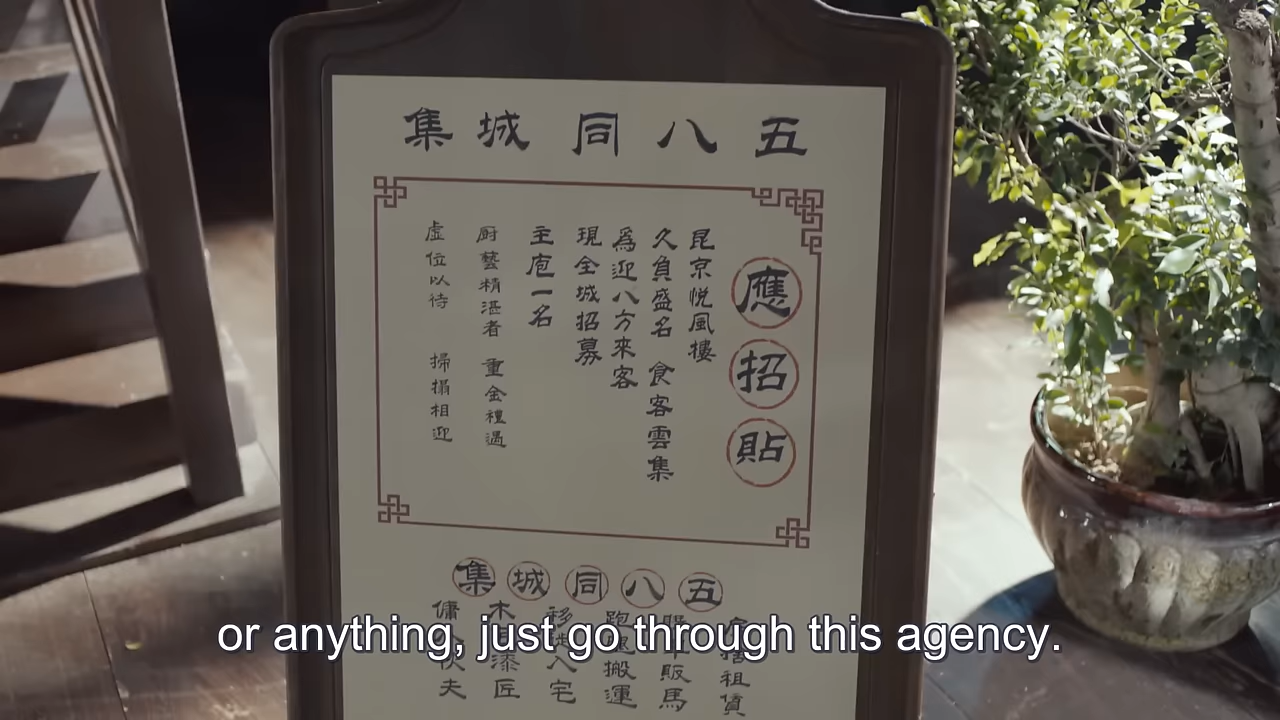 五八同城集
應招貼
昆京悅風樓
久負盛名 食客雲集
為迎八方來客
現全城招募
主庖一名
廚藝精湛者 重金禮遇
虛位以待 掃榻相迎
五八同城集
租賃
販馬
搬運
入宅
木漆匠
夫
or anything, just go through this agency.